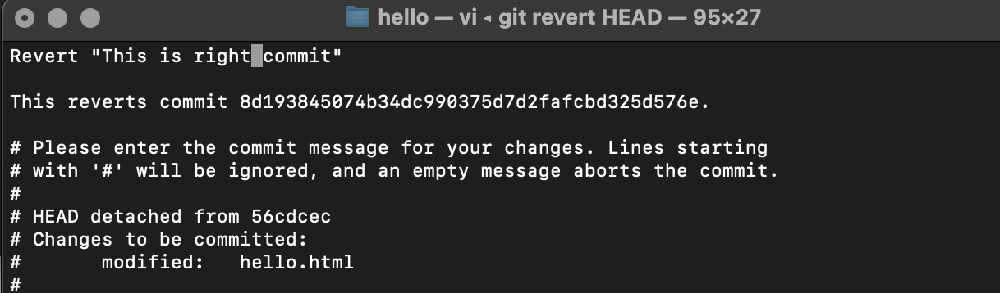 hello — vi ◂ git revert HEAD — 95×27
Revert "This is right commit"
This reverts commit 8d193845074b34dc990375d7d2fafcbd325d576e.
# Please enter the commit message for your changes. Lines starting
# with '#' will be ignored, and an empty message aborts the commit.
#
# HEAD detached from 56cdcec
# Changes to be committed:
#       modified:   hello.html
#